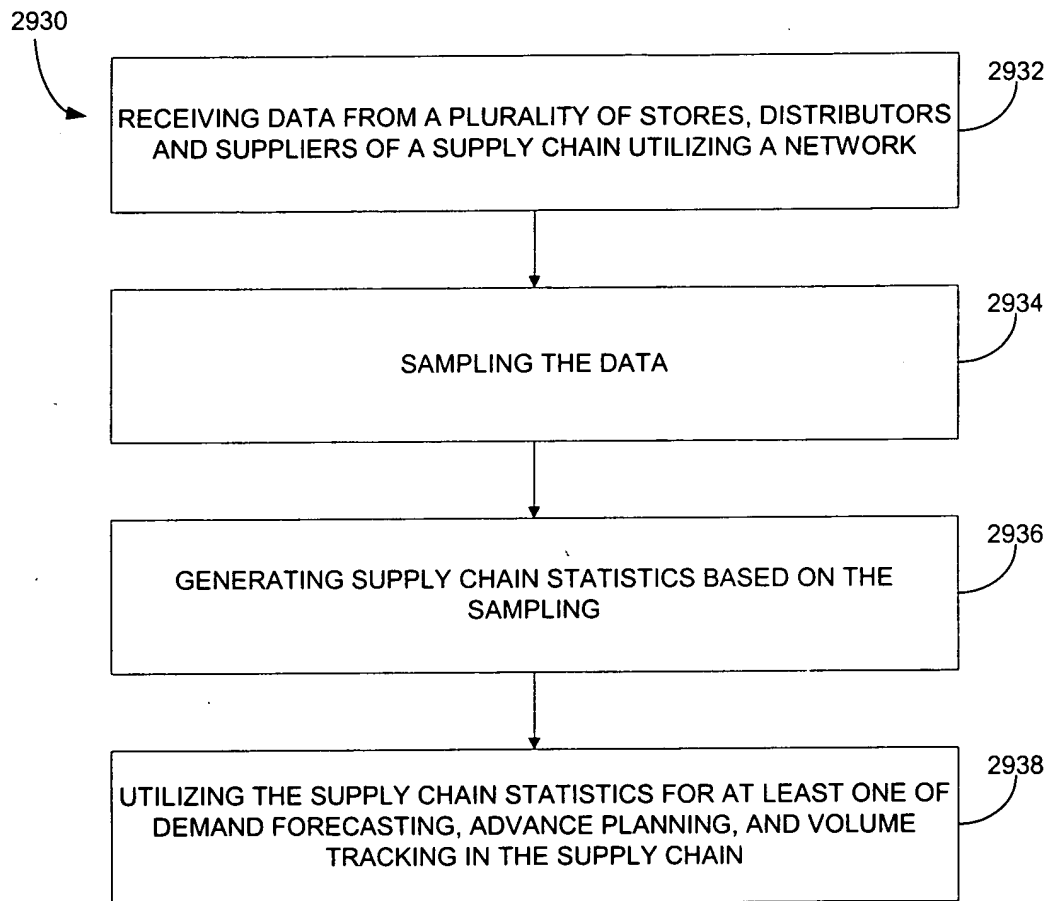 2930
2932
RECEIVING DATA FROM A PLURALITY OF STORES, DISTRIBUTORS
AND SUPPLIERS OF A SUPPLY CHAIN UTILIZING A NETWORK
2934
SAMPLING THE DATA
2936
GENERATING SUPPLY CHAIN STATISTICS BASED ON THE
SAMPLING
2938
UTILIZING THE SUPPLY CHAIN STATISTICS FOR AT LEAST ONE OF
DEMAND FORECASTING, ADVANCE PLANNING, AND VOLUME
TRACKING IN THE SUPPLY CHAIN